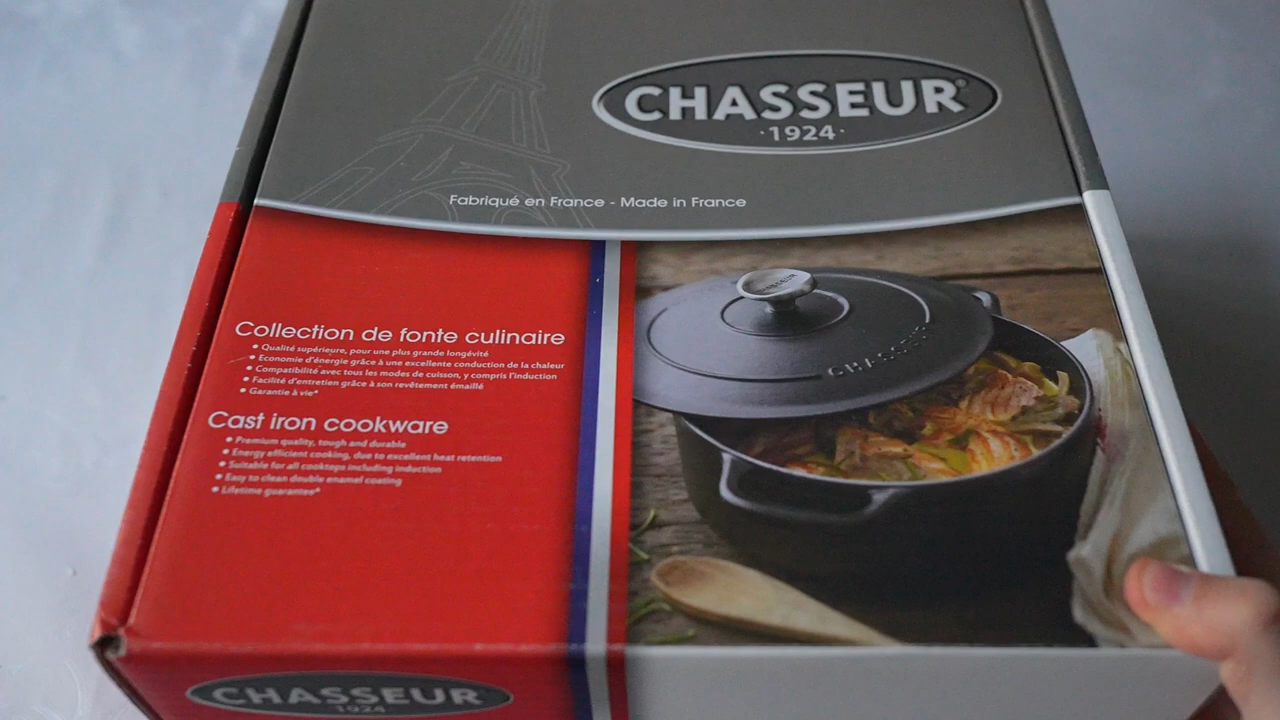 CHASSEUR®
·1924·
Fabriqué en France - Made in France
Collection de fonte culinaire
• Qualité supérieure, pour une plus grande longévité
• Economie d'énergie grâce à une excellente conduction de la chaleur
• Compatibilité avec tous les modes de cuisson, y compris l'induction
• Facilité d'entretien grâce à son revêtement émaillé
• Garantie à vie*
Cast iron cookware
• Premium quality, tough and durable
• Energy efficient cooking, due to excellent heat retention
• Suitable for all cooktops including induction
• Easy to clean double enamel coating
• Lifetime guarantee*
CHASSEUR
CHASSEUR
CHASSEUR
1924